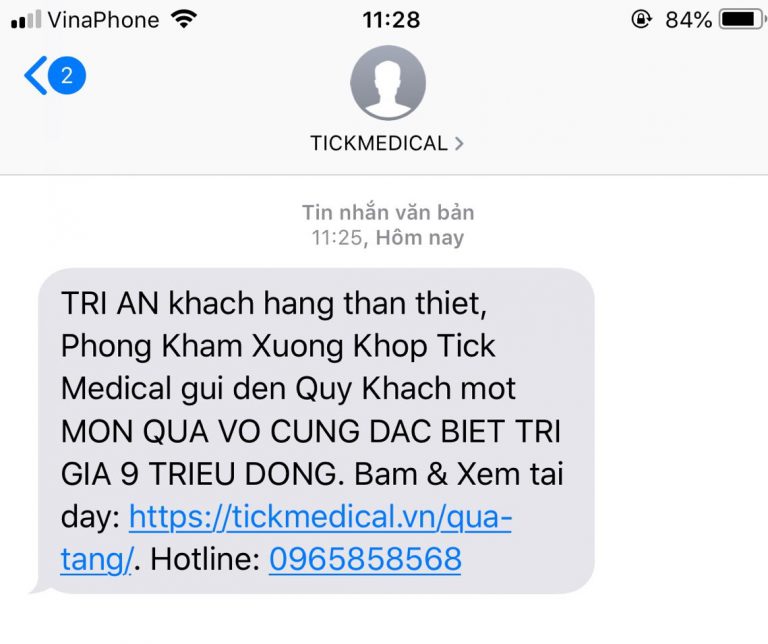 VinaPhone 11:28 84%
2
TICKMEDICAL >
Tin nhắn văn bản
11:25, Hôm nay
TRI AN khach hang than thiet,
Phong Kham Xuong Khop Tick
Medical gui den Quy Khach mot
MON QUA VO CUNG DAC BIET TRI
GIA 9 TRIEU DONG. Bam & Xem tai
day: https://tickmedical.vn/qua-
tang/. Hotline: 0965858568